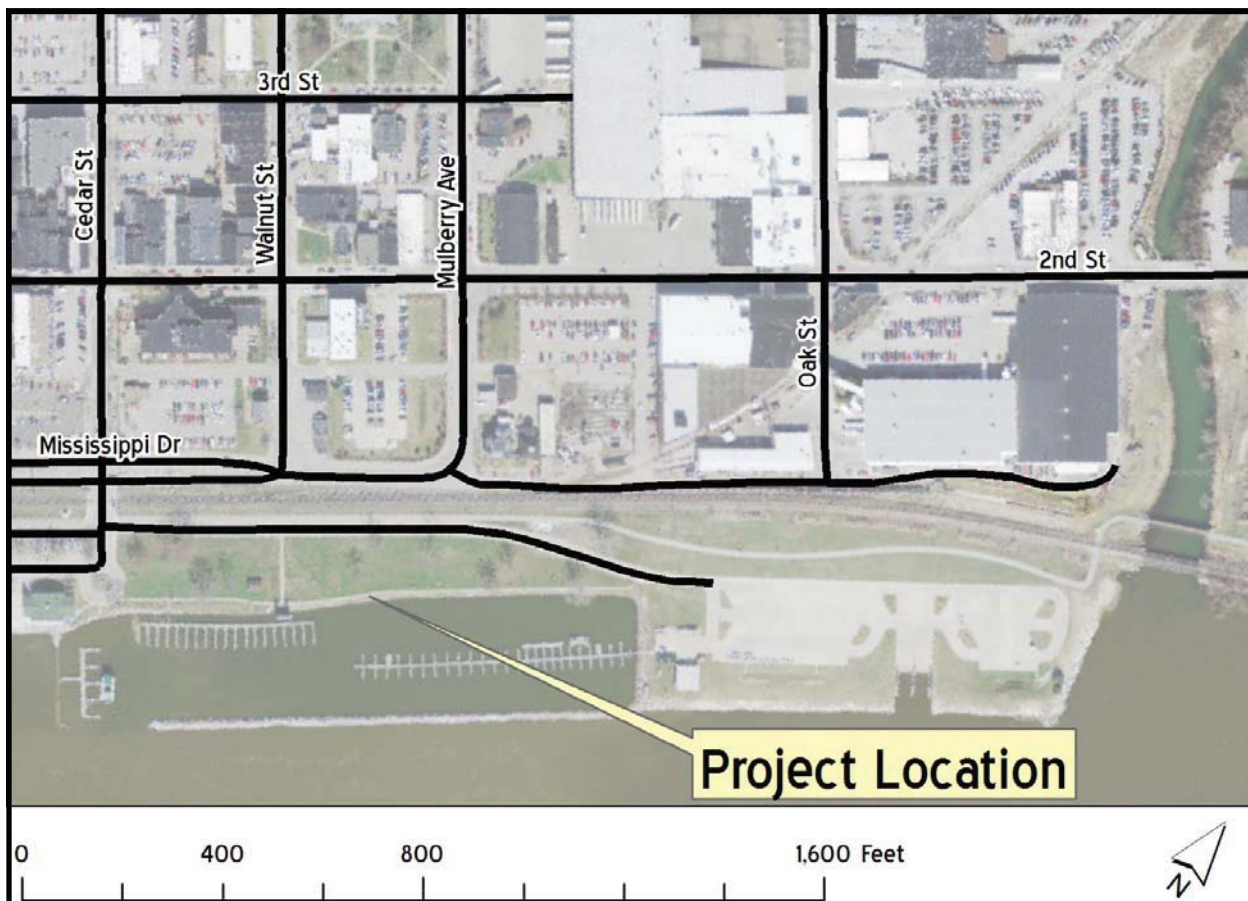 3rd St
Cedar St
Walnut St
Mulberry Ave
2nd St
Oak St
Mississippi Dr
Project Location
0 400 800 1,600 Feet
N